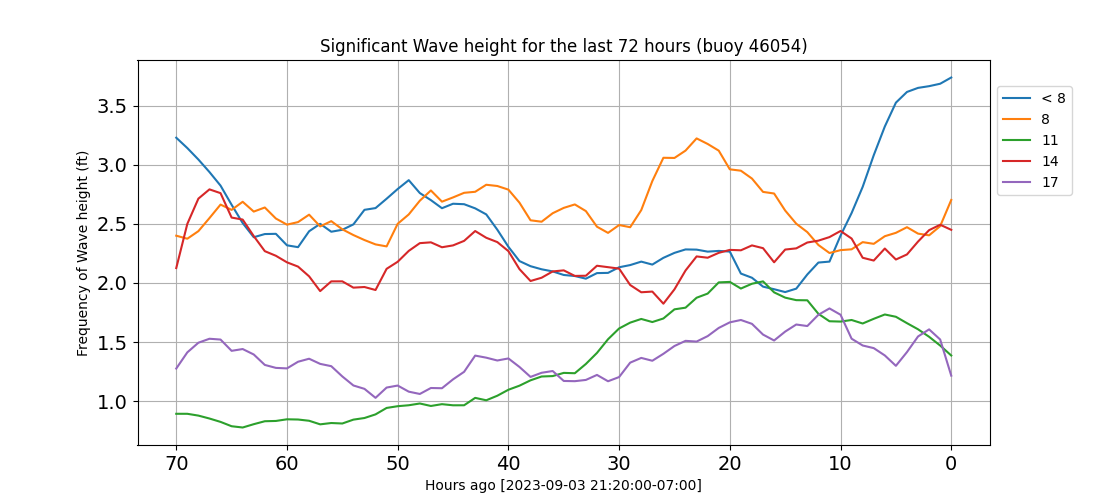 Significant Wave height for the last 72 hours (buoy 46054)
Frequency of Wave height (ft)
3.5
3.0
2.5
2.0
1.5
1.0
70 60 50 40 30 20 10 0
Hours ago [2023-09-03 21:20:00-07:00]
< 8
8
11
14
17